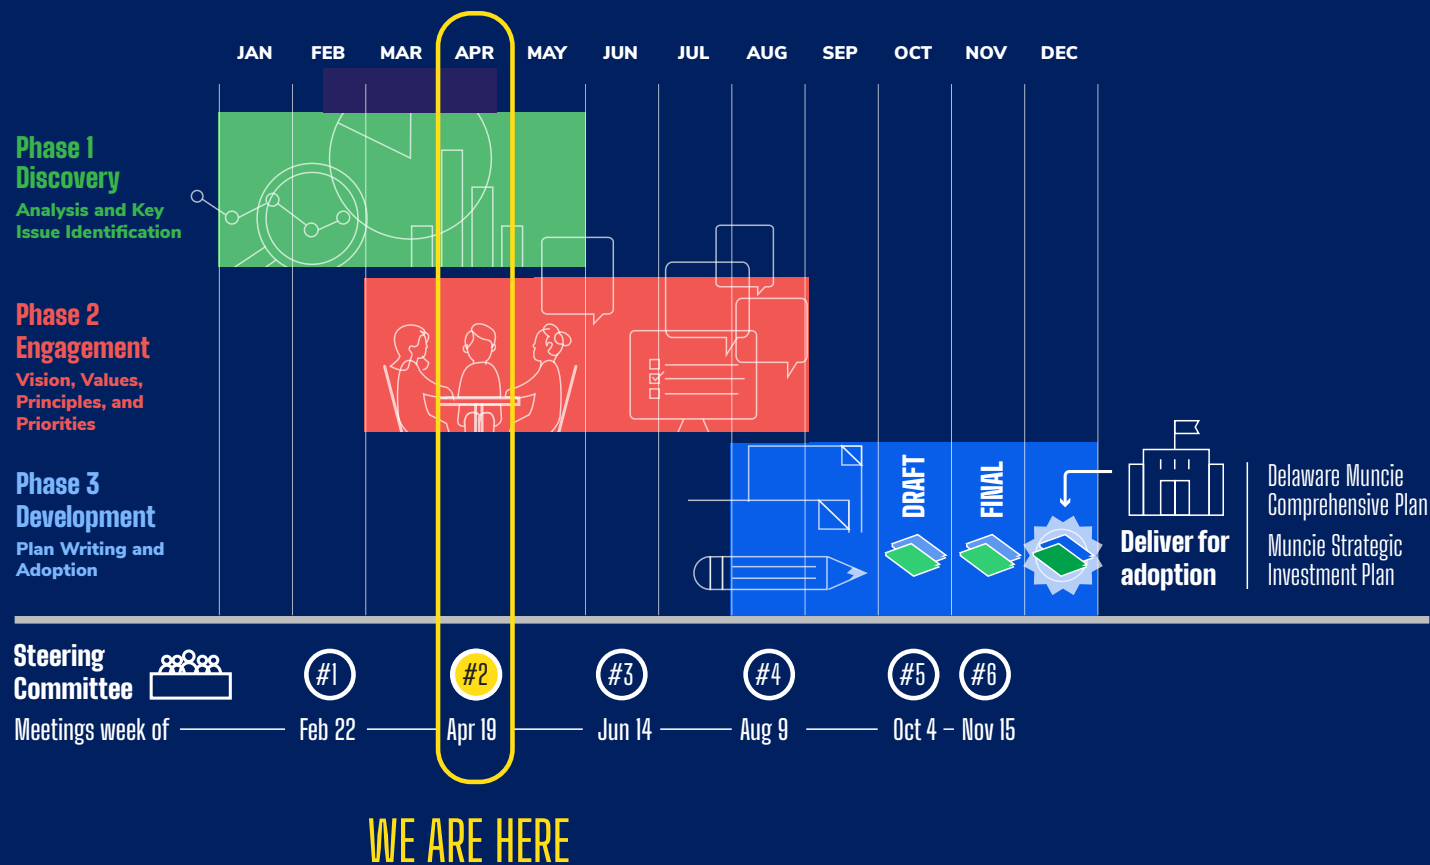 JAN FEB MAR APR MAY JUN JUL AUG SEP OCT NOV DEC
Phase 1
Discovery
Analysis and Key
Issue Identification
Phase 2
Engagement
Vision, Values,
Principles, and
Priorities
Phase 3
Development
Plan Writing and
Adoption
DRAFT
FINAL
Deliver for
adoption
Delaware Muncie
Comprehensive Plan
Muncie Strategic
Investment Plan
Steering
Committee
#1 #2 #3 #4 #5 #6
Meetings week of Feb 22 Apr 19 Jun 14 Aug 9 Oct 4 – Nov 15
WE ARE HERE